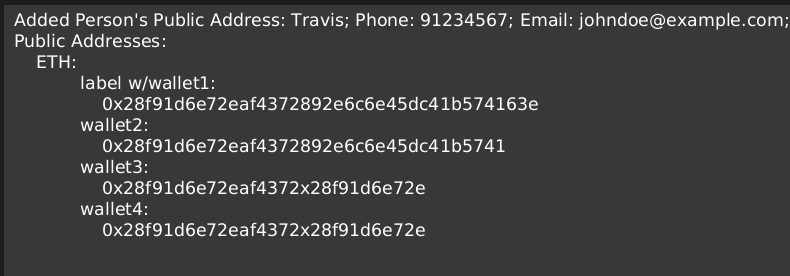 Added Person's Public Address: Travis; Phone: 91234567; Email: johndoe@example.com;
Public Addresses:
ETH:
label w/wallet1:
0x28f91d6e72eaf4372892e6c6e45dc41b574163e
wallet2:
0x28f91d6e72eaf4372892e6c6e45dc41b5741
wallet3:
0x28f91d6e72eaf4372x28f91d6e72e
wallet4:
0x28f91d6e72eaf4372x28f91d6e72e